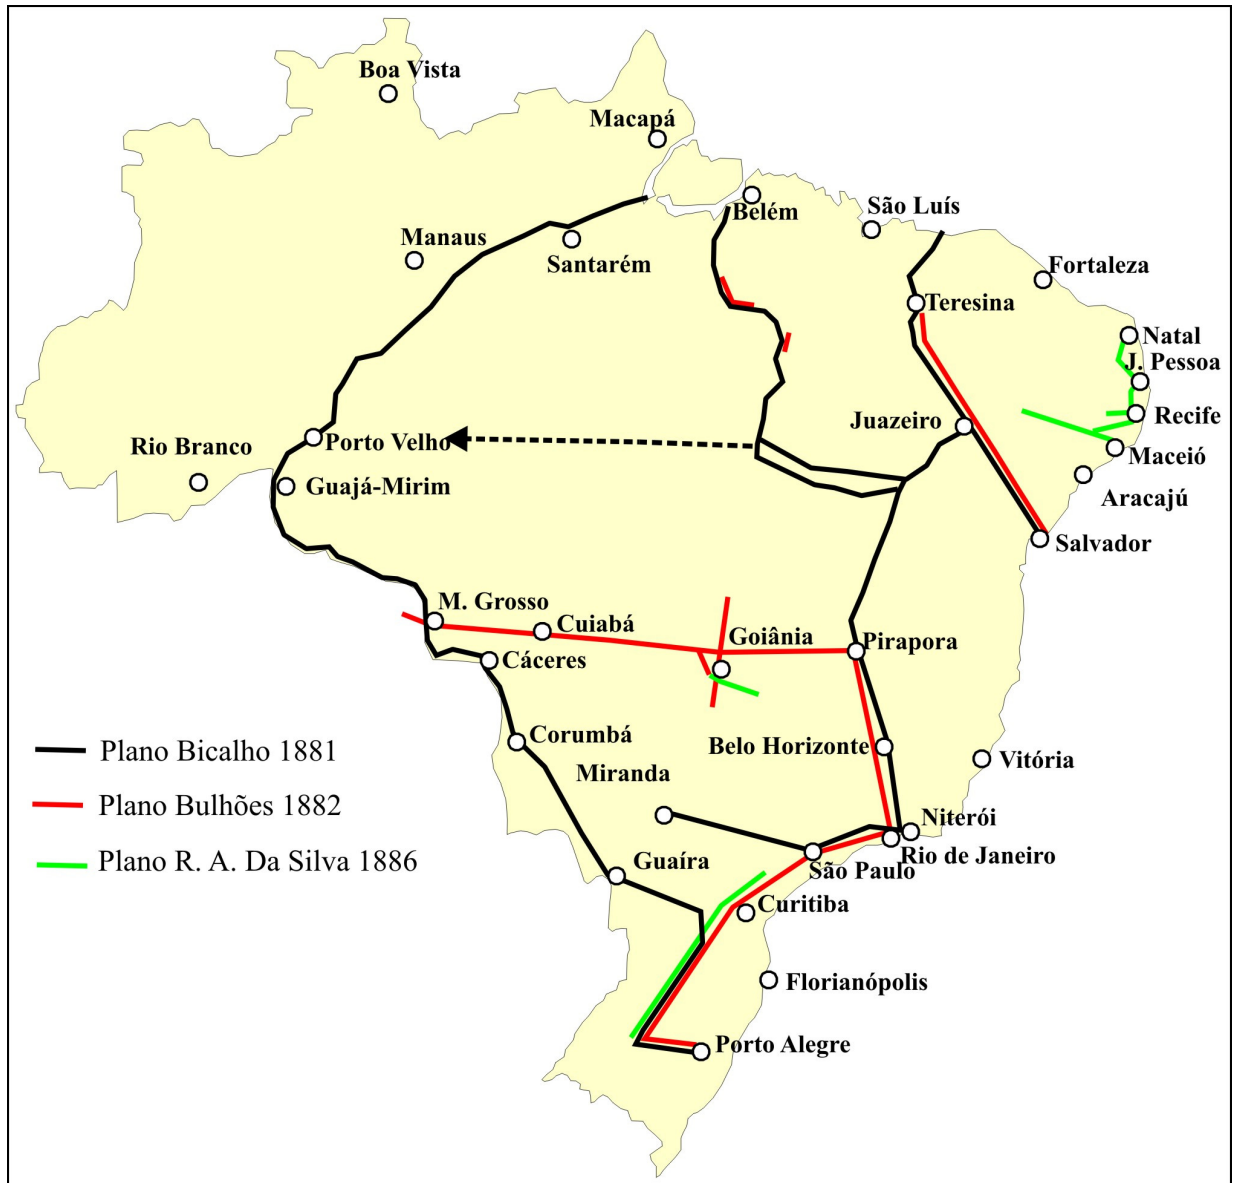 Boa Vista
Macapá
Belém
São Luís
Manaus
Santarém
Fortaleza
Teresina
Natal
J. Pessoa
Juazeiro
Recife
Rio Branco
Porto Velho
Maceió
Guajá-Mirim
Aracajú
Salvador
M. Grosso
Cuiabá
Goiânia
Pirapora
Cáceres
Corumbá
Belo Horizonte
Plano Bicalho 1881
Vitória
Miranda
Plano Bulhões 1882
Niterói
Plano R. A. Da Silva 1886
Guaíra
Rio de Janeiro
São Paulo
Curitiba
Florianópolis
Porto Alegre